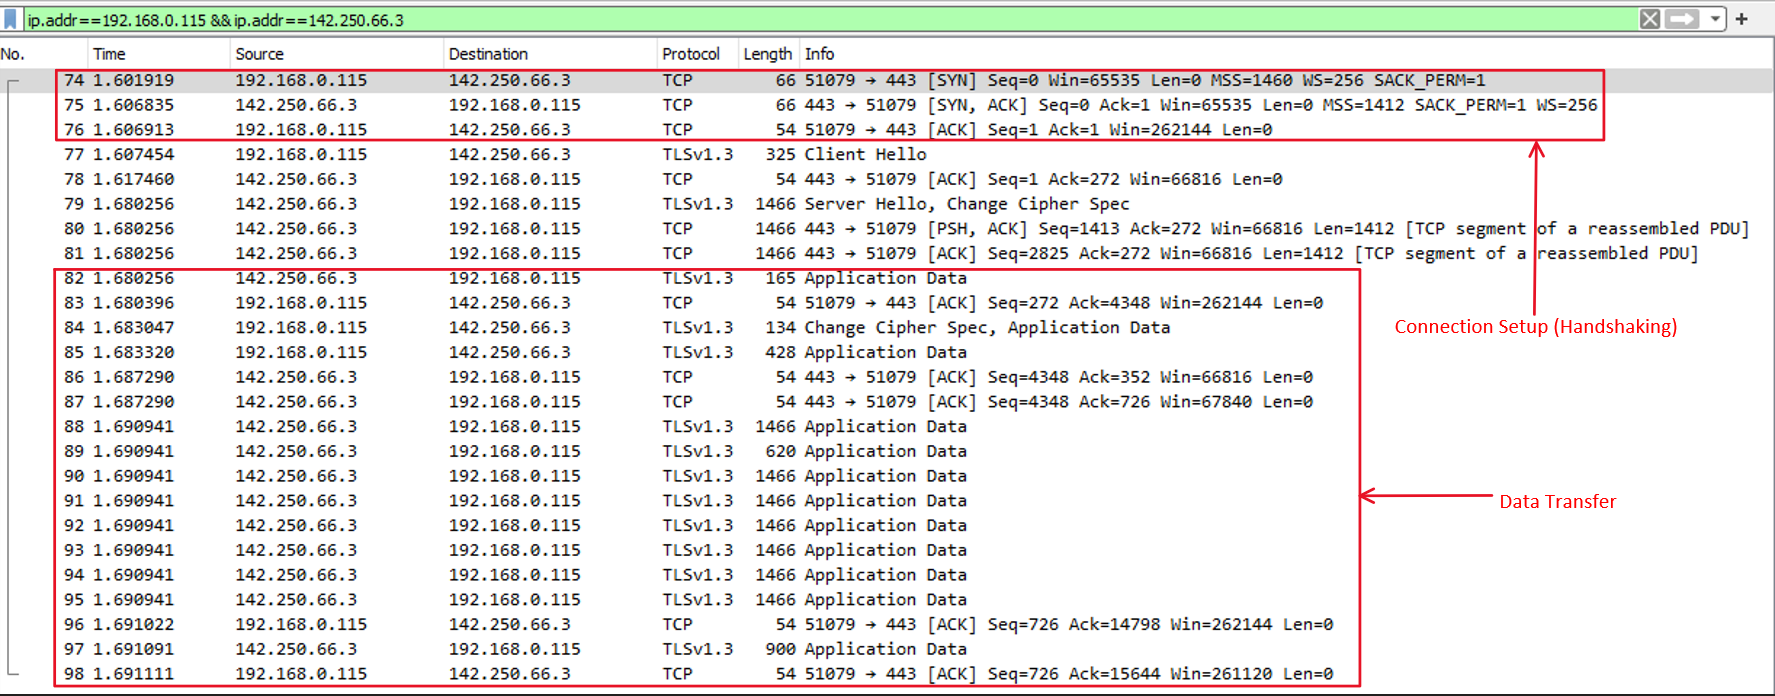 ip.addr==192.168.0.115 &&ip.addr==142.250.66.3
No. Time Source Destination Protocol Length Info
74 1.601919 192.168.0.115 142.250.66.3 TCP 66 51079 → 443 [SYN] Seq=0 Win=65535 Len=0 MSS=1460 WS=256 SACK_PERM=1
75 1.606835 142.250.66.3 192.168.0.115 TCP 66 443 → 51079 [SYN, ACK] Seq=0 Ack=1 Win=65535 Len=0 MSS=1412 SACK_PERM=1 WS=256
76 1.606913 192.168.0.115 142.250.66.3 TCP 54 51079 → 443 [ACK] Seq=1 Ack=1 Win=262144 Len=0
77 1.607454 192.168.0.115 142.250.66.3 TLSv1.3 325 Client Hello
78 1.617460 142.250.66.3 192.168.0.115 TCP 54 443 → 51079 [ACK] Seq=1 Ack=272 Win=66816 Len=0
79 1.680256 142.250.66.3 192.168.0.115 TLSv1.3 1466 Server Hello, Change Cipher Spec
80 1.680256 142.250.66.3 192.168.0.115 TCP 1466 443 → 51079 [PSH, ACK] Seq=1413 Ack=272 Win=66816 Len=1412 [TCP segment of a reassembled PDU]
81 1.680256 142.250.66.3 192.168.0.115 TCP 1466 443 → 51079 [ACK] Seq=2825 Ack=272 Win=66816 Len=1412 [TCP segment of a reassembled PDU]
82 1.680256 142.250.66.3 192.168.0.115 TLSv1.3 165 Application Data
83 1.680396 192.168.0.115 142.250.66.3 TCP 54 51079 → 443 [ACK] Seq=272 Ack=4348 Win=262144 Len=0
84 1.683047 192.168.0.115 142.250.66.3 TLSv1.3 134 Change Cipher Spec, Application Data
Connection Setup (Handshaking)
85 1.683320 192.168.0.115 142.250.66.3 TLSv1.3 428 Application Data
86 1.687290 142.250.66.3 192.168.0.115 TCP 54 443 → 51079 [ACK] Seq=4348 Ack=352 Win=66816 Len=0
87 1.687290 142.250.66.3 192.168.0.115 TCP 54 443 → 51079 [ACK] Seq=4348 Ack=726 Win=67840 Len=0
88 1.690941 142.250.66.3 192.168.0.115 TLSv1.3 1466 Application Data
89 1.690941 142.250.66.3 192.168.0.115 TLSv1.3 620 Application Data
90 1.690941 142.250.66.3 192.168.0.115 TLSv1.3 1466 Application Data
91 1.690941 142.250.66.3 192.168.0.115 TLSv1.3 1466 Application Data
Data Transfer
92 1.690941 142.250.66.3 192.168.0.115 TLSv1.3 1466 Application Data
93 1.690941 142.250.66.3 192.168.0.115 TLSv1.3 1466 Application Data
94 1.690941 142.250.66.3 192.168.0.115 TLSv1.3 1466 Application Data
95 1.690941 142.250.66.3 192.168.0.115 TLSv1.3 1466 Application Data
96 1.691022 192.168.0.115 142.250.66.3 TCP 54 51079 → 443 [ACK] Seq=726 Ack=14798 Win=262144 Len=0
97 1.691091 142.250.66.3 192.168.0.115 TLSv1.3 900 Application Data
98 1.691111 192.168.0.115 142.250.66.3 TCP 54 51079 → 443 [ACK] Seq=726 Ack=15644 Win=261120 Len=0